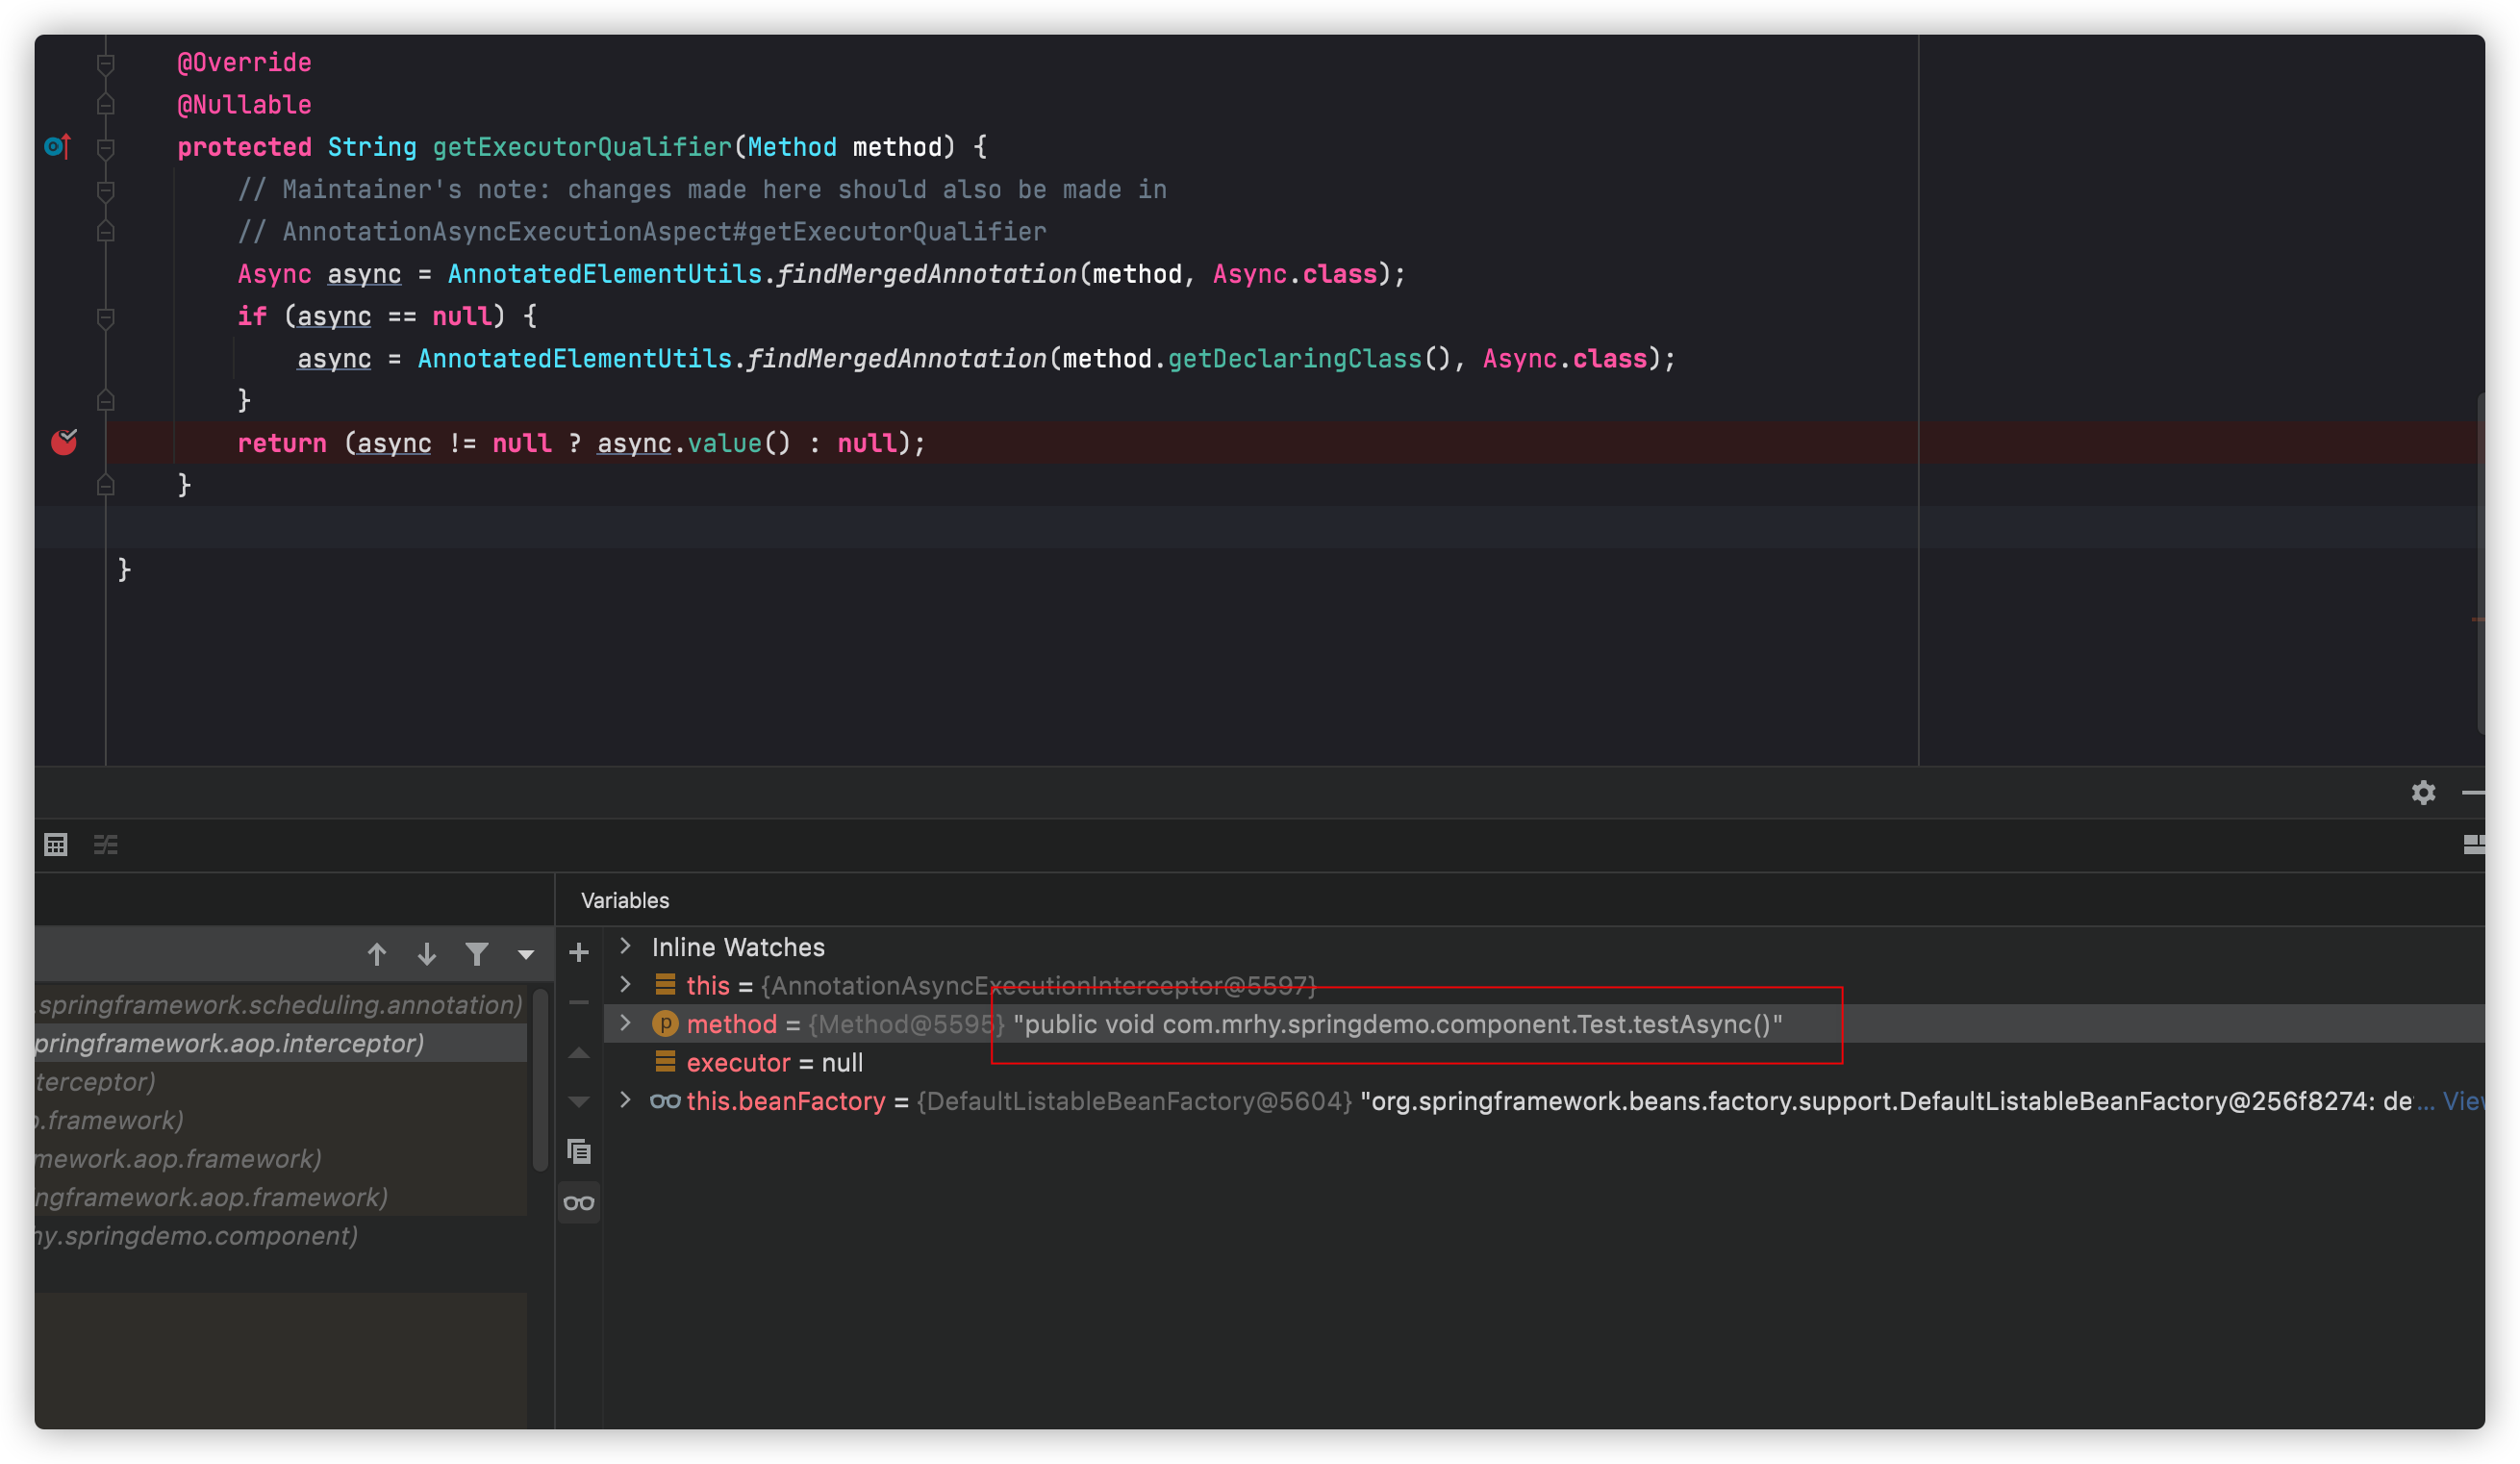 @Override
@Nullable
protected String getExecutorQualifier(Method method) {
// Maintainer's note: changes made here should also be made in
// AnnotationAsyncExecutionAspect#getExecutorQualifier
Async async = AnnotatedElementUtils.findMergedAnnotation(method, Async.class);
if (async == null) {
async = AnnotatedElementUtils.findMergedAnnotation(method.getDeclaringClass(), Async.class);
}
return (async != null ? async.value() : null);
}
}
Variables
Inline Watches
this = {AnnotationAsyncExecutionInterceptor@5597}
method = {Method@5595} "public void com.mrhy.springdemo.component.Test.testAsync()"
executor = null
this.beanFactory = {DefaultListableBeanFactory@5604} "org.springframework.beans.factory.support.DefaultListableBeanFactory@256f8274: de... View
.springframework.scheduling.annotation)
pringframework.aop.interceptor)
terceptor)
o.framework)
mework.aop.framework)
ngframework.aop.framework)
hy.springdemo.component)